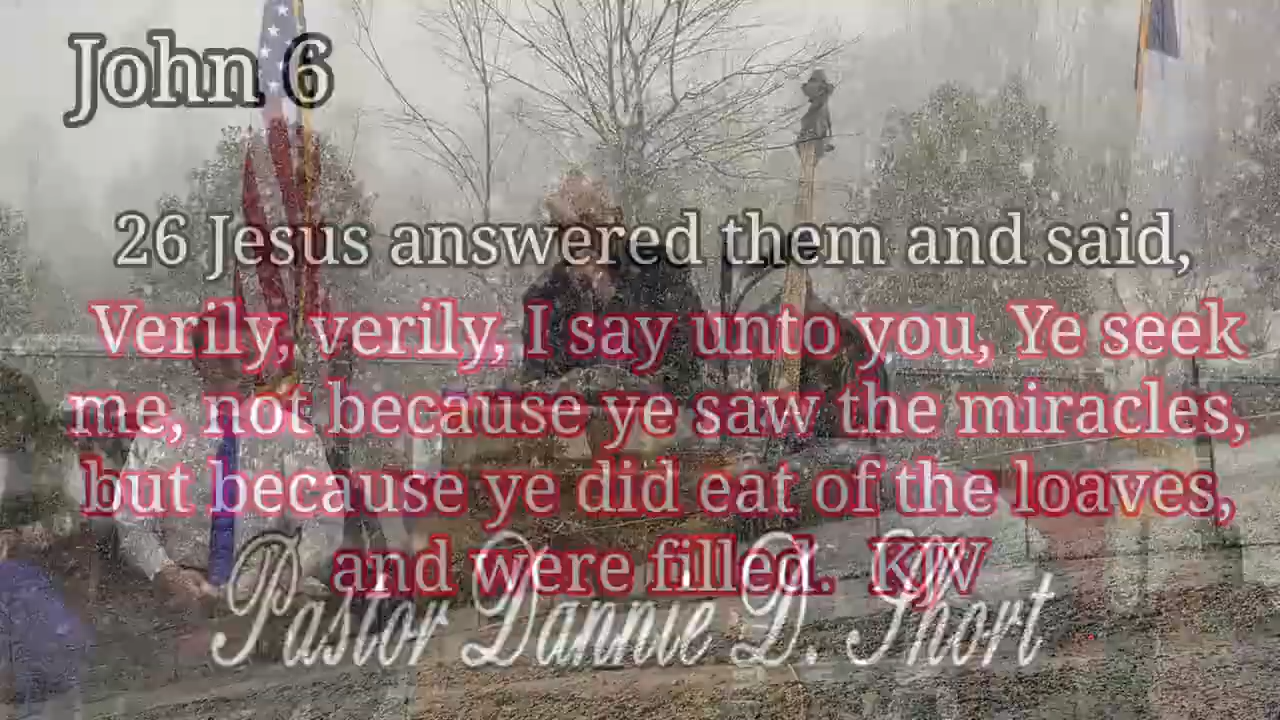 John 6
26 Jesus answered them and said,
Verily, verily, I say unto you, Ye seek
me, not because ye saw the miracles,
but because ye did eat of the loaves,
and were filled. KJV
Pastor Dannie D. Short